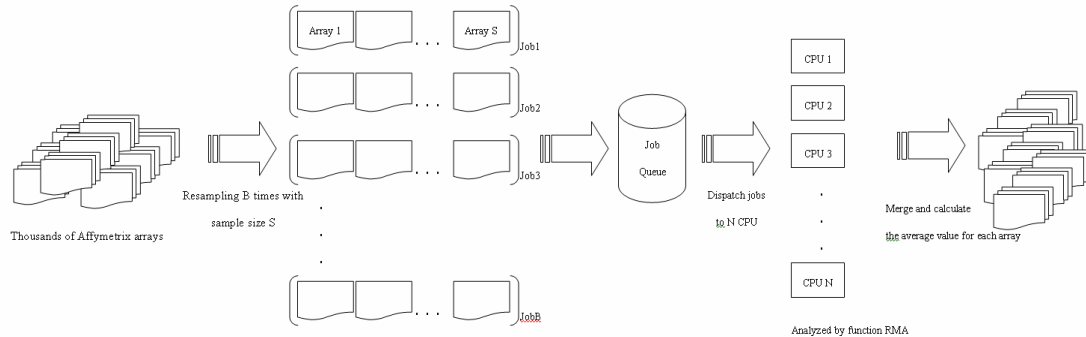 Thousands of Affymetrix arrays
Resampling B times with
sample size S
Array 1
. . .
Array S
Job1
. . .
Job2
. . .
Job3
.
.
.
. . .
JobB
Job
Queue
Dispatch jobs
to N CPU
CPU 1
CPU 2
CPU 3
.
.
.
CPU N
Analyzed by function RMA
Merge and calculate
the average value for each array